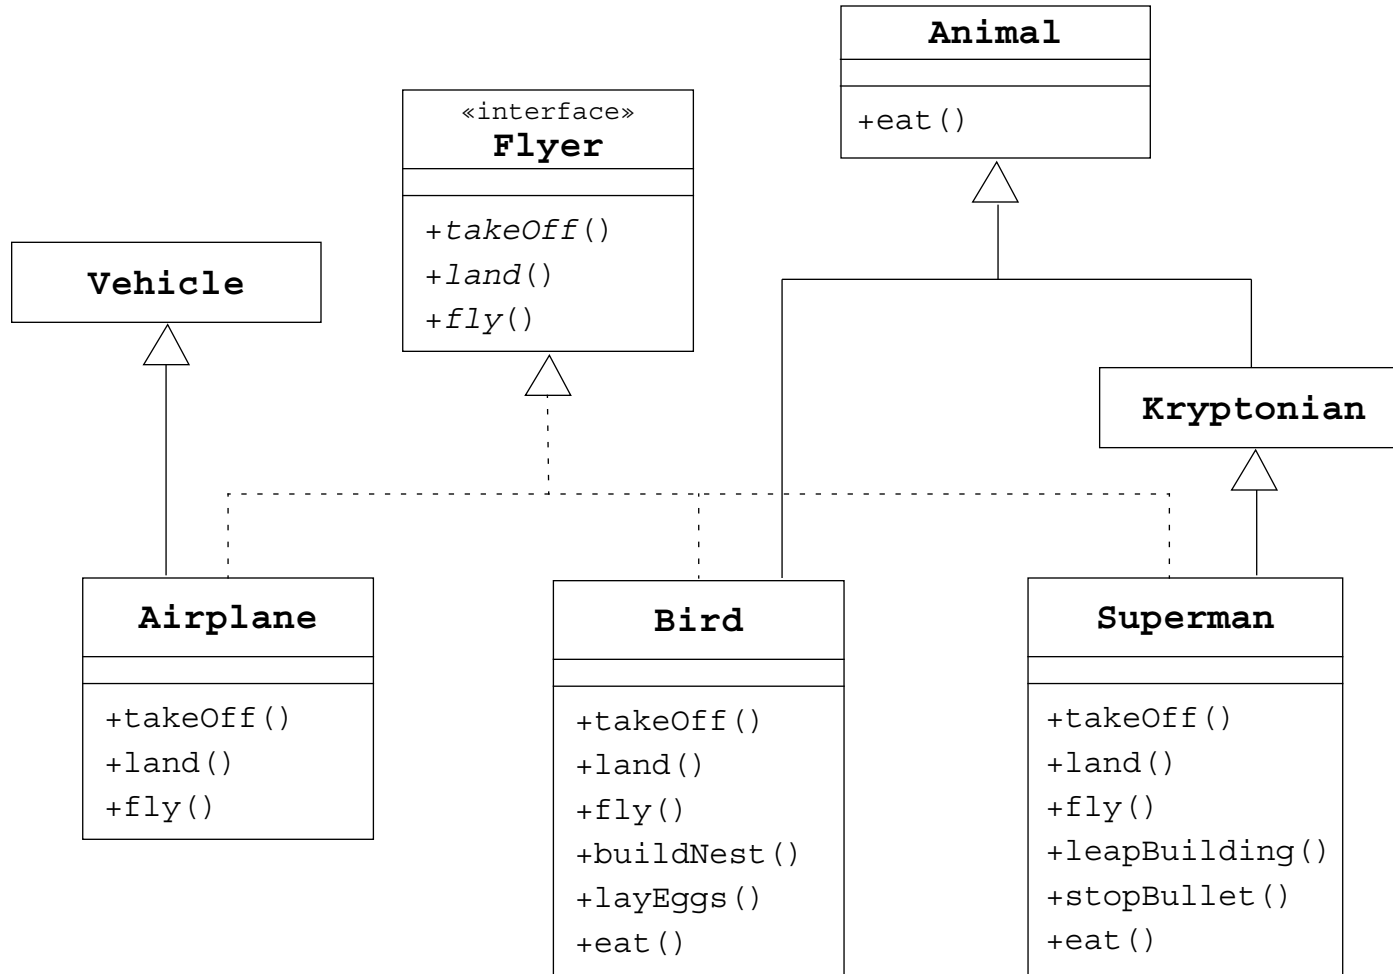 Animal
+eat()
«interface»
Flyer
+takeOff()
+land()
+fly()
Vehicle
Kryptonian
Airplane
+takeOff()
+land()
+fly()
Bird
+takeOff()
+land()
+fly()
+buildNest()
+layEggs()
+eat()
Superman
+takeOff()
+land()
+fly()
+leapBuilding()
+stopBullet()
+eat()